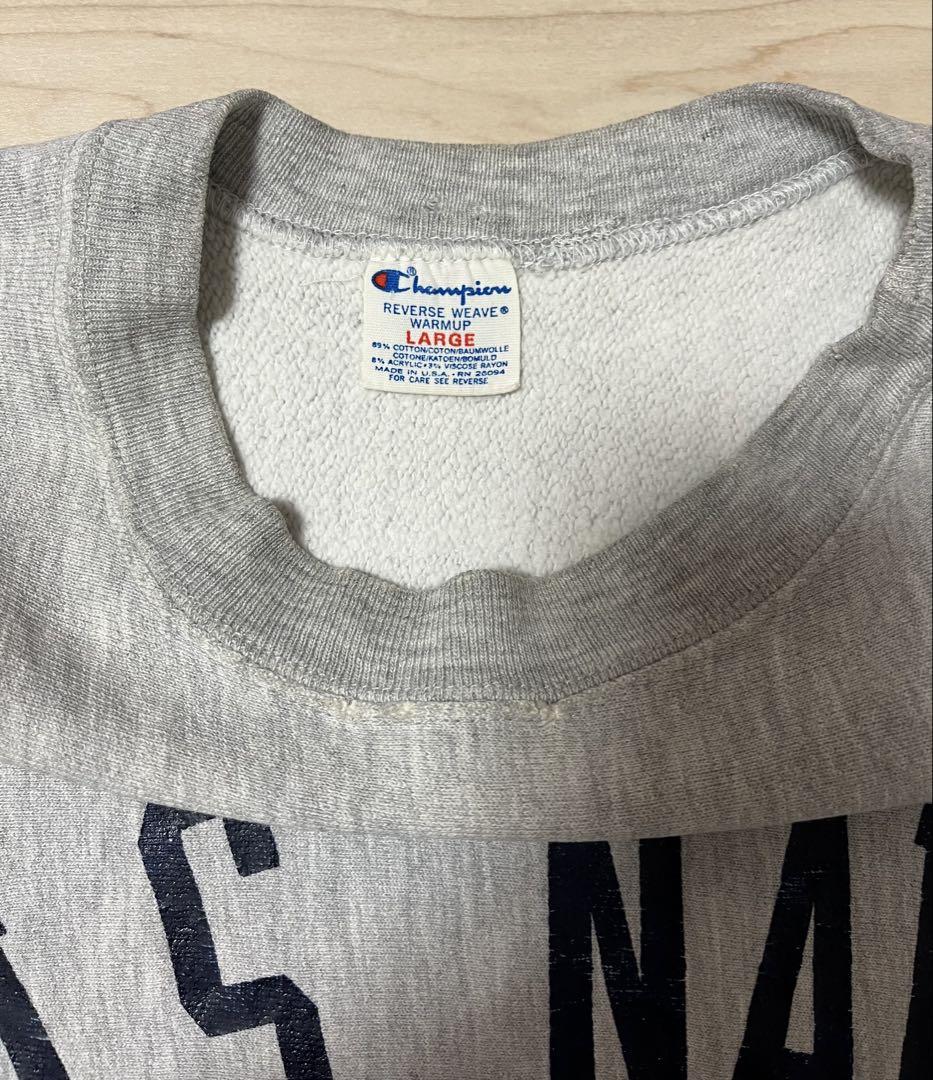 Champion®
REVERSE WEAVE®
WARMUP
LARGE
89% COTTON/COTON/BAUMWOLLE
COTONE/KATOEN/BOMULD
8% ACRYLIC•3% VISCOSE RAYON
MADE IN U.S.A. • RN 26094
FOR CARE SEE REVERSE
S NA